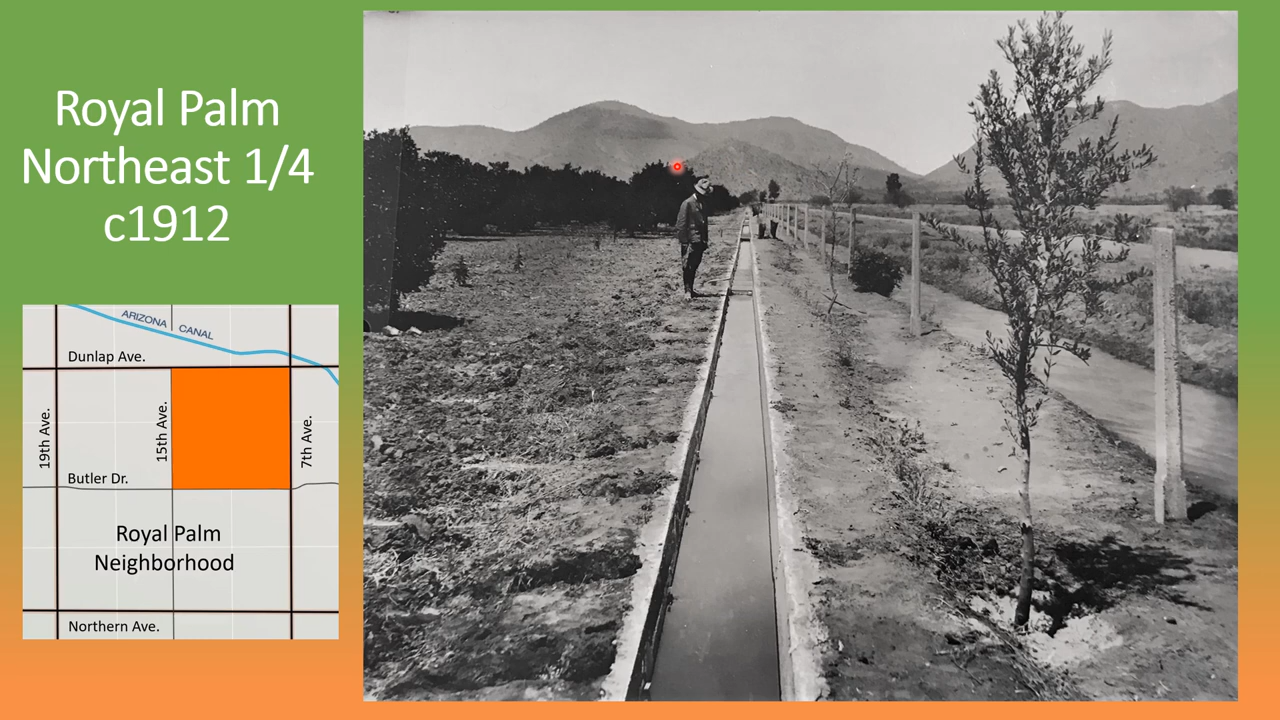 Royal Palm
Northeast 1/4
c1912
ARIZONA CANAL
Dunlap Ave.
19th Ave.
15th Ave.
7th Ave.
Butler Dr.
Royal Palm
Neighborhood
Northern Ave.